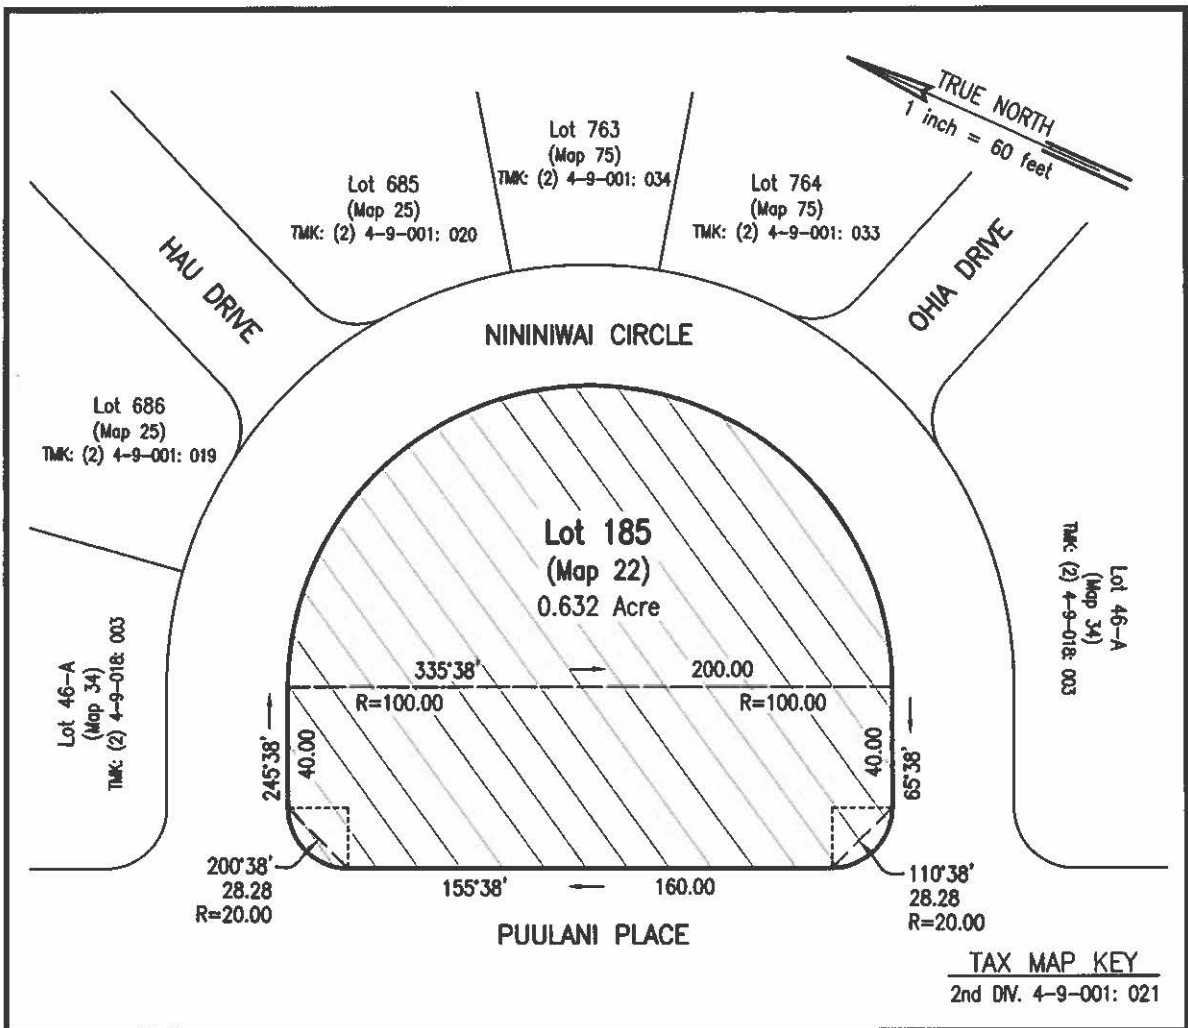 TRUE NORTH
1 inch = 60 feet
Lot 763
(Map 75)
TMK: (2) 4-9-001: 034
Lot 685
(Map 25)
TMK: (2) 4-9-001: 020
Lot 764
(Map 75)
TMK: (2) 4-9-001: 033
HAU DRIVE
OHIA DRIVE
NININIWAI CIRCLE
Lot 686
(Map 25)
TMK: (2) 4-9-001: 019
Lot 185
(Map 22)
0.632 Acre
Lot 46-A
(Map 34)
TMK: (2) 4-9-018: 003
Lot 46-A
(Map 34)
TMK: (2) 4-9-018: 003
335°38' 200.00
R=100.00 R=100.00
245°38'
40.00
40.00
65°38'
200°38'
28.28
R=20.00
155°38' 160.00
110°38'
28.28
R=20.00
PUULANI PLACE
TAX MAP KEY
2nd DIV. 4-9-001: 021